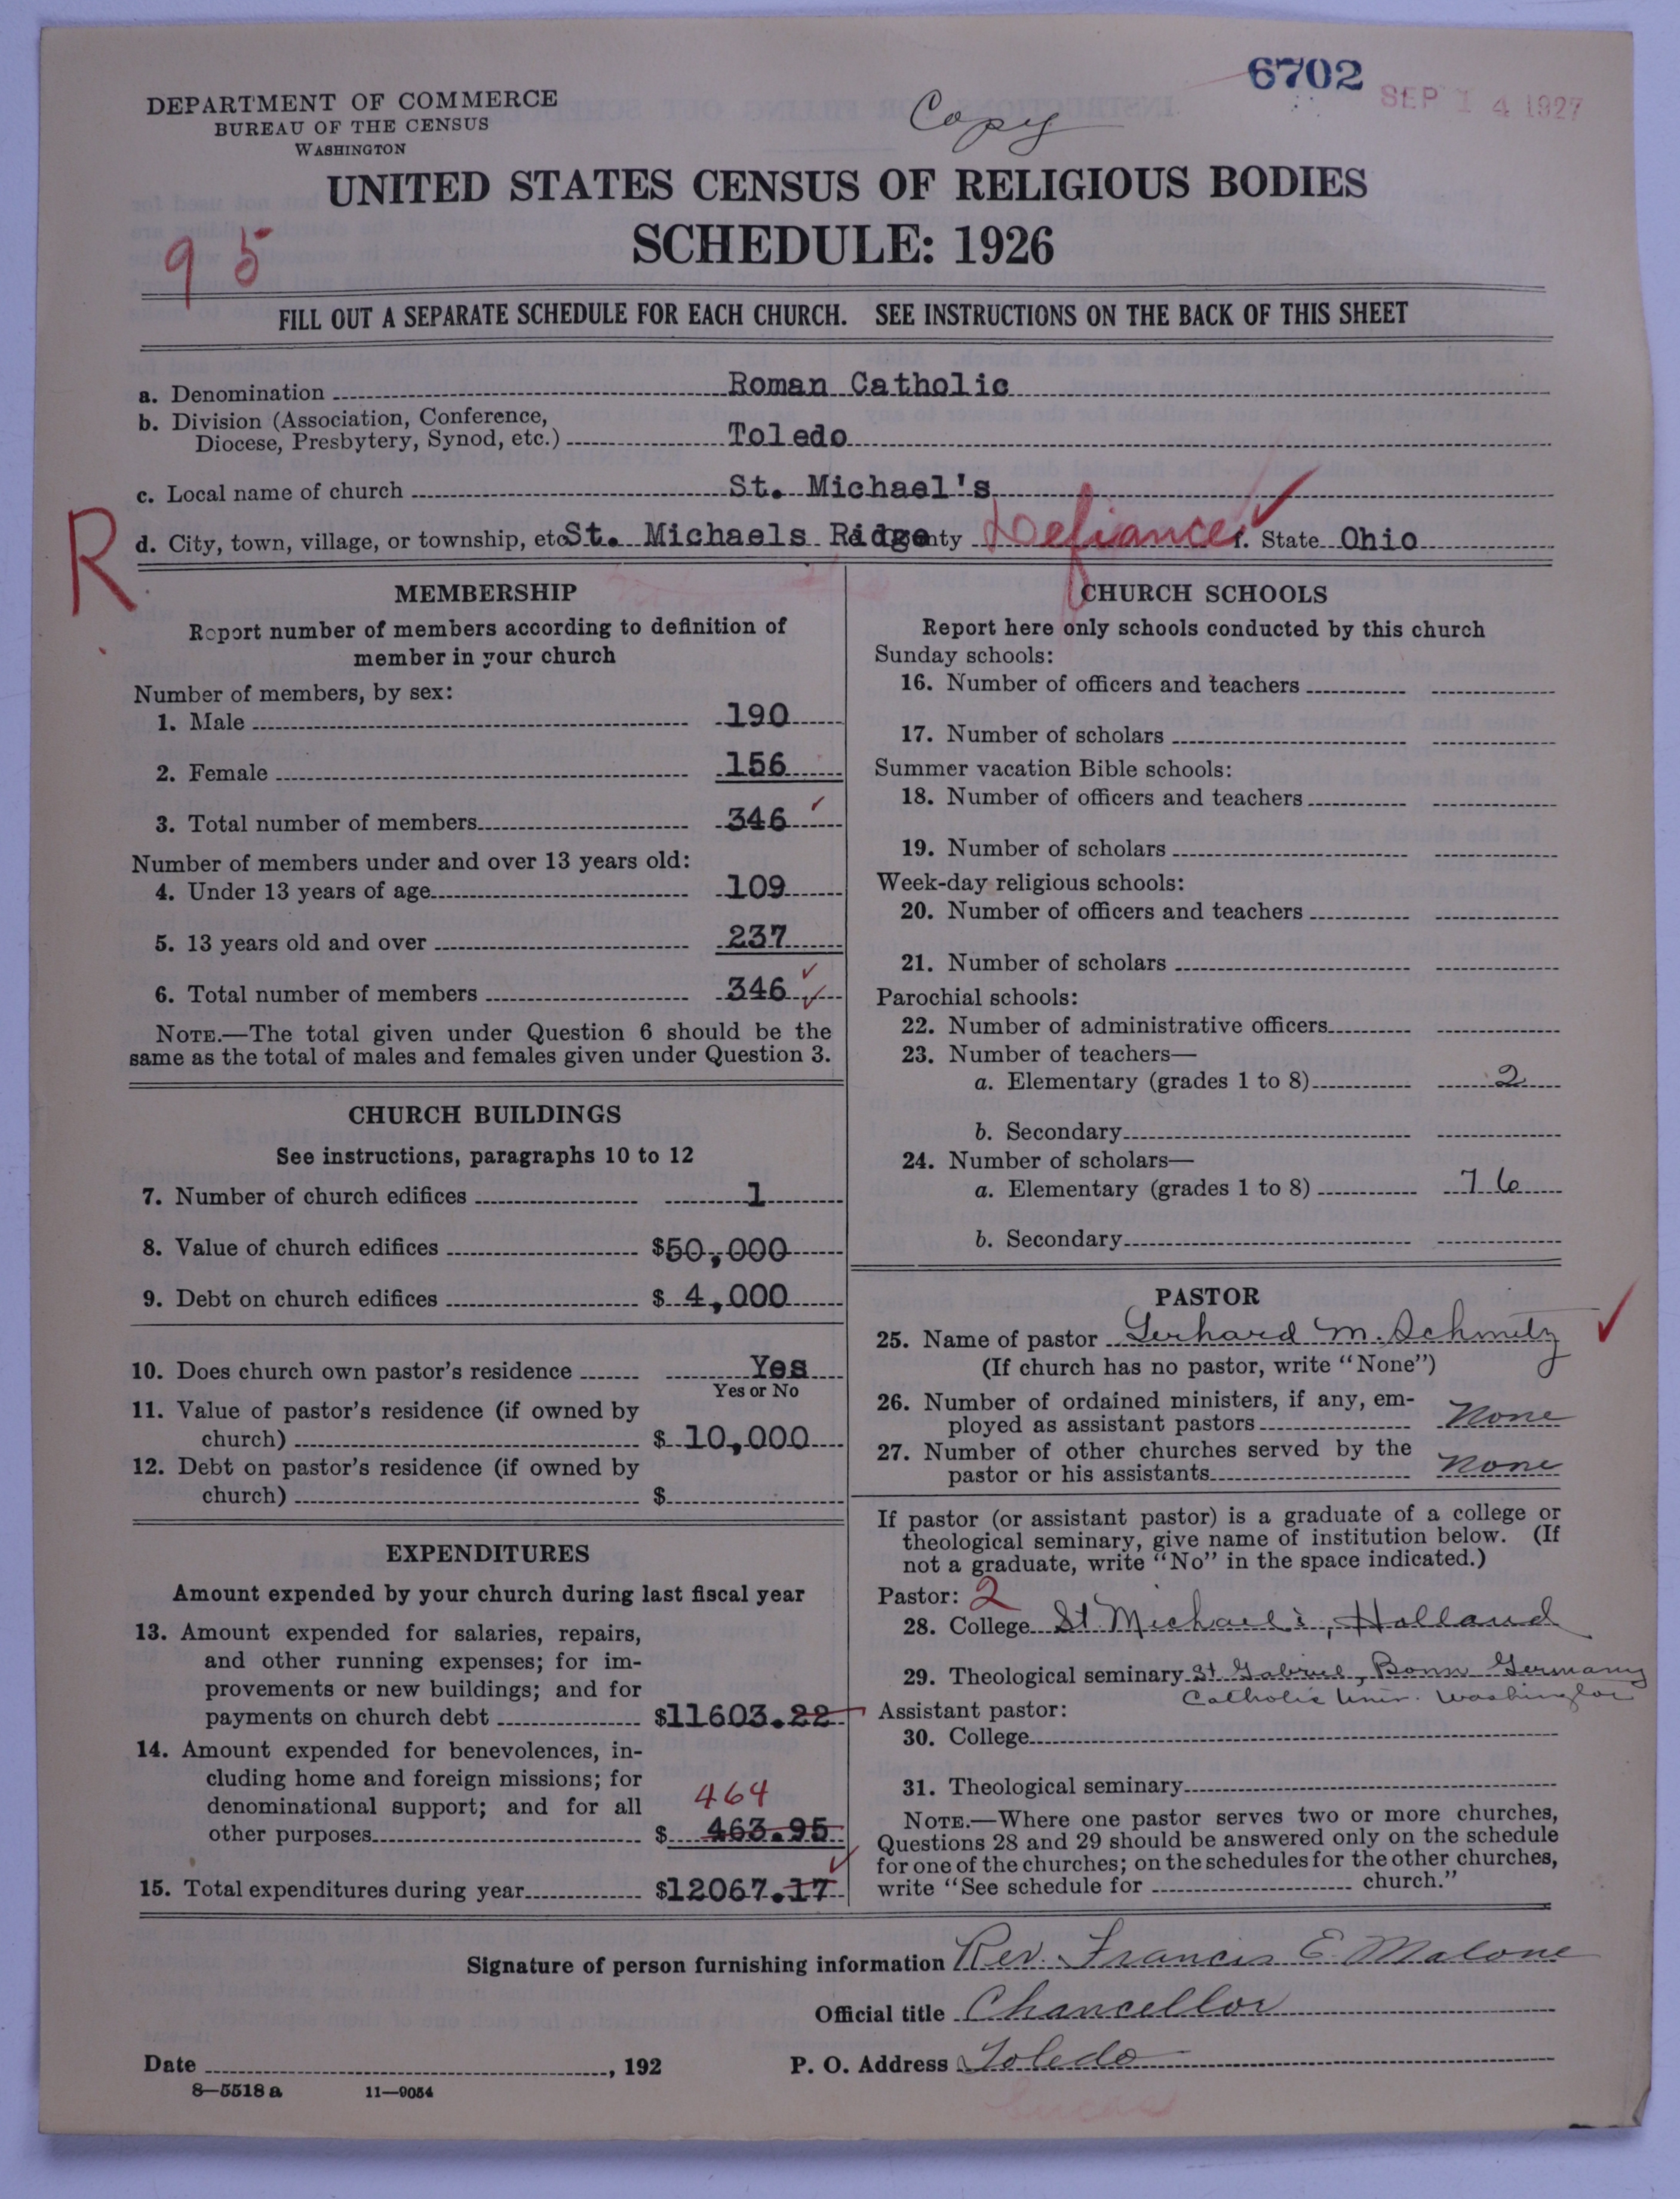 6702
SEP 14 1927
Copy
DEPARTMENT OF COMMERCE
BUREAU OF THE CENSUS
WASHINGTON
UNITED STATES CENSUS OF RELIGIOUS BODIES
SCHEDULE: 1926
95
FILL OUT A SEPARATE SCHEDULE FOR EACH CHURCH. SEE INSTRUCTIONS ON THE BACK OF THIS SHEET
a. Denomination Roman Catholic
b. Division (Association, Conference,
Diocese, Presbytery, Synod, etc.) Toledo
c. Local name of church St. Michael's
R
d. City, town, village, or township, etc St. Michaels Ridge County Defiance f. State Ohio
MEMBERSHIP
Report number of members according to definition of
member in your church
Number of members, by sex:
1. Male 190
2. Female 156
3. Total number of members 346
Number of members under and over 13 years old:
4. Under 13 years of age 109
5. 13 years old and over 237
6. Total number of members 346
NOTE.—The total given under Question 6 should be the
same as the total of males and females given under Question 3.
CHURCH BUILDINGS
See instructions, paragraphs 10 to 12
7. Number of church edifices 1
8. Value of church edifices $50,000
9. Debt on church edifices $ 4,000
10. Does church own pastor's residence Yes
Yes or No
11. Value of pastor's residence (if owned by
church) $ 10,000
12. Debt on pastor's residence (if owned by
church) $
EXPENDITURES
Amount expended by your church during last fiscal year
13. Amount expended for salaries, repairs,
and other running expenses; for im-
provements or new buildings; and for
payments on church debt $11603.22
14. Amount expended for benevolences, in-
cluding home and foreign missions; for
denominational support; and for all
464
other purposes $ 463.95
15. Total expenditures during year $12067.17
CHURCH SCHOOLS
Report here only schools conducted by this church
Sunday schools:
16. Number of officers and teachers
17. Number of scholars
Summer vacation Bible schools:
18. Number of officers and teachers
19. Number of scholars
Week-day religious schools:
20. Number of officers and teachers
21. Number of scholars
Parochial schools:
22. Number of administrative officers
23. Number of teachers—
a. Elementary (grades 1 to 8) 2
b. Secondary
24. Number of scholars—
a. Elementary (grades 1 to 8) 76
b. Secondary
PASTOR
25. Name of pastor Gerhard M. Schmitz
(If church has no pastor, write "None")
26. Number of ordained ministers, if any, em-
ployed as assistant pastors None
27. Number of other churches served by the
pastor or his assistants None
If pastor (or assistant pastor) is a graduate of a college or
theological seminary, give name of institution below. (If
not a graduate, write "No" in the space indicated.)
Pastor: 2
28. College St. Michael's, Holland
29. Theological seminary St Gabriel, Bonn Germany
Catholic Univ. Washington
Assistant pastor:
30. College
31. Theological seminary
NOTE.—Where one pastor serves two or more churches,
Questions 28 and 29 should be answered only on the schedule
for one of the churches; on the schedules for the other churches,
write "See schedule for church."
Signature of person furnishing information Rev. Francis E. Malone
Official title Chancellor
Date , 192
P. O. Address Toledo
8—5518 a 11—9054
Lucas